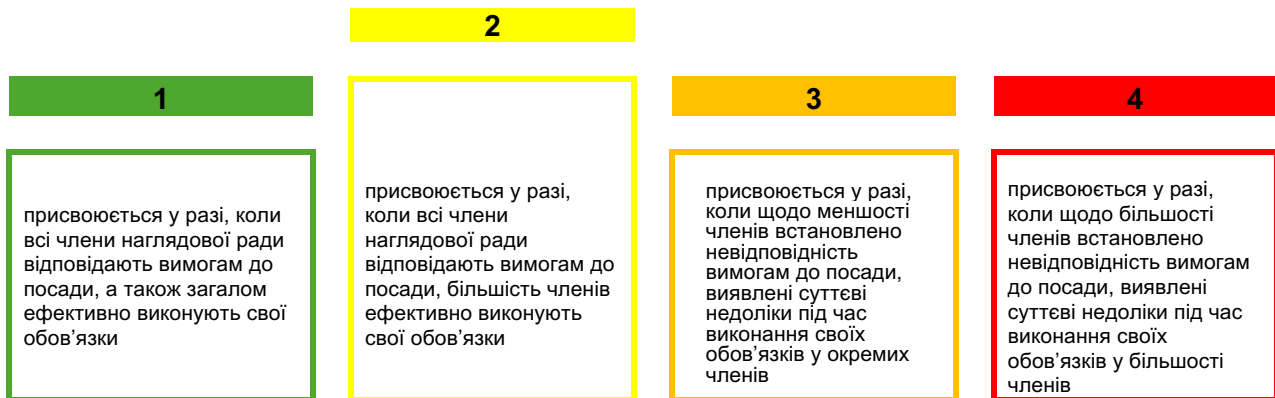 1
присвоюється у разі, коли
всі члени наглядової ради
відповідають вимогам до
посади, а також загалом
ефективно виконують свої
обов’язки
2
присвоюється у разі,
коли всі члени
наглядової ради
відповідають вимогам до
посади, більшість членів
ефективно виконують
свої обов’язки
3
присвоюється у разі,
коли щодо меншості
членів встановлено
невідповідність
вимогам до посади,
виявлені суттєві
недоліки під час
виконання своїх
обов’язків у окремих
членів
4
присвоюється у разі,
коли щодо більшості
членів встановлено
невідповідність вимогам
до посади, виявлені
суттєві недоліки під час
виконання своїх
обов’язків у більшості
членів